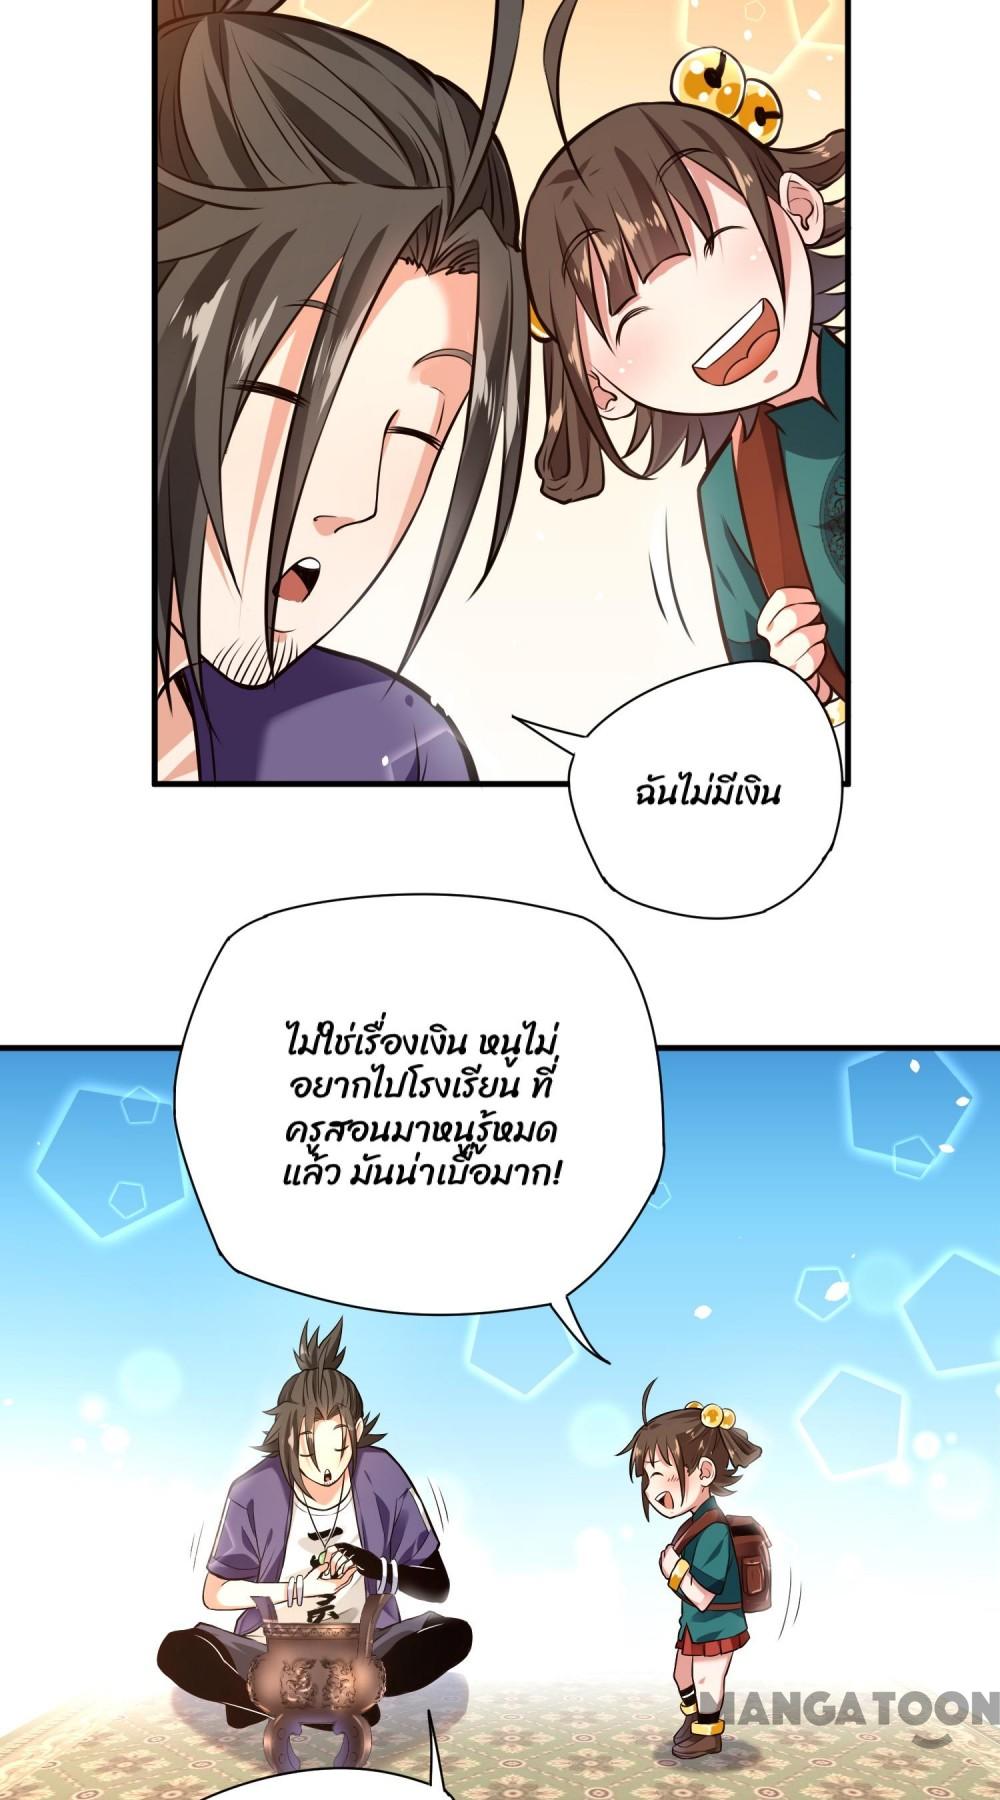 ฉันไม่มีเงิน
ไม่ใช่เรื่องเงิน หนูไม่
อยากไปโรงเรียน ที่
ครูสอนมาหนูรู้หมด
แล้ว มันน่าเบื่อมาก!
MANGATOON